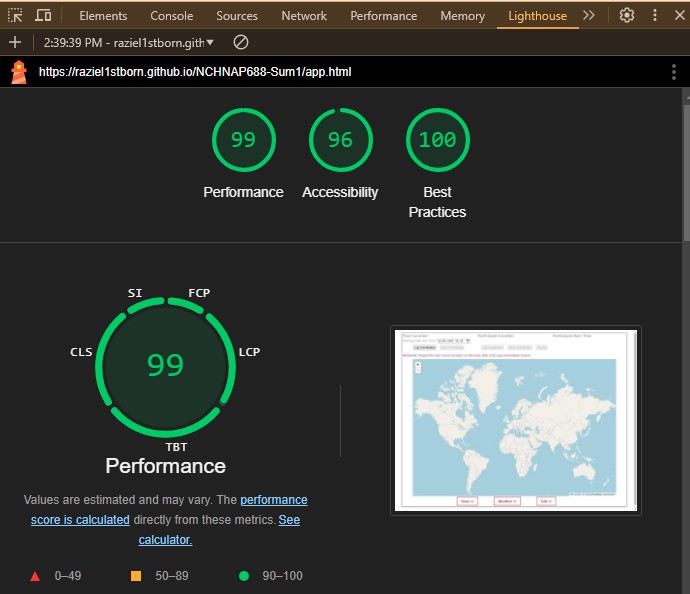 Elements Console Sources Network Performance Memory Lighthouse
2:39:39 PM - raziel1stborn.gith
https://raziel1stborn.github.io/NCHNAP688-Sum1/app.html
99 96 100
Performance Accessibility Best
Practices
SI FCP
CLS LCP
99
TBT
Performance
Values are estimated and may vary. The performance
score is calculated directly from these metrics. See
calculator.
0–49 50–89 90–100